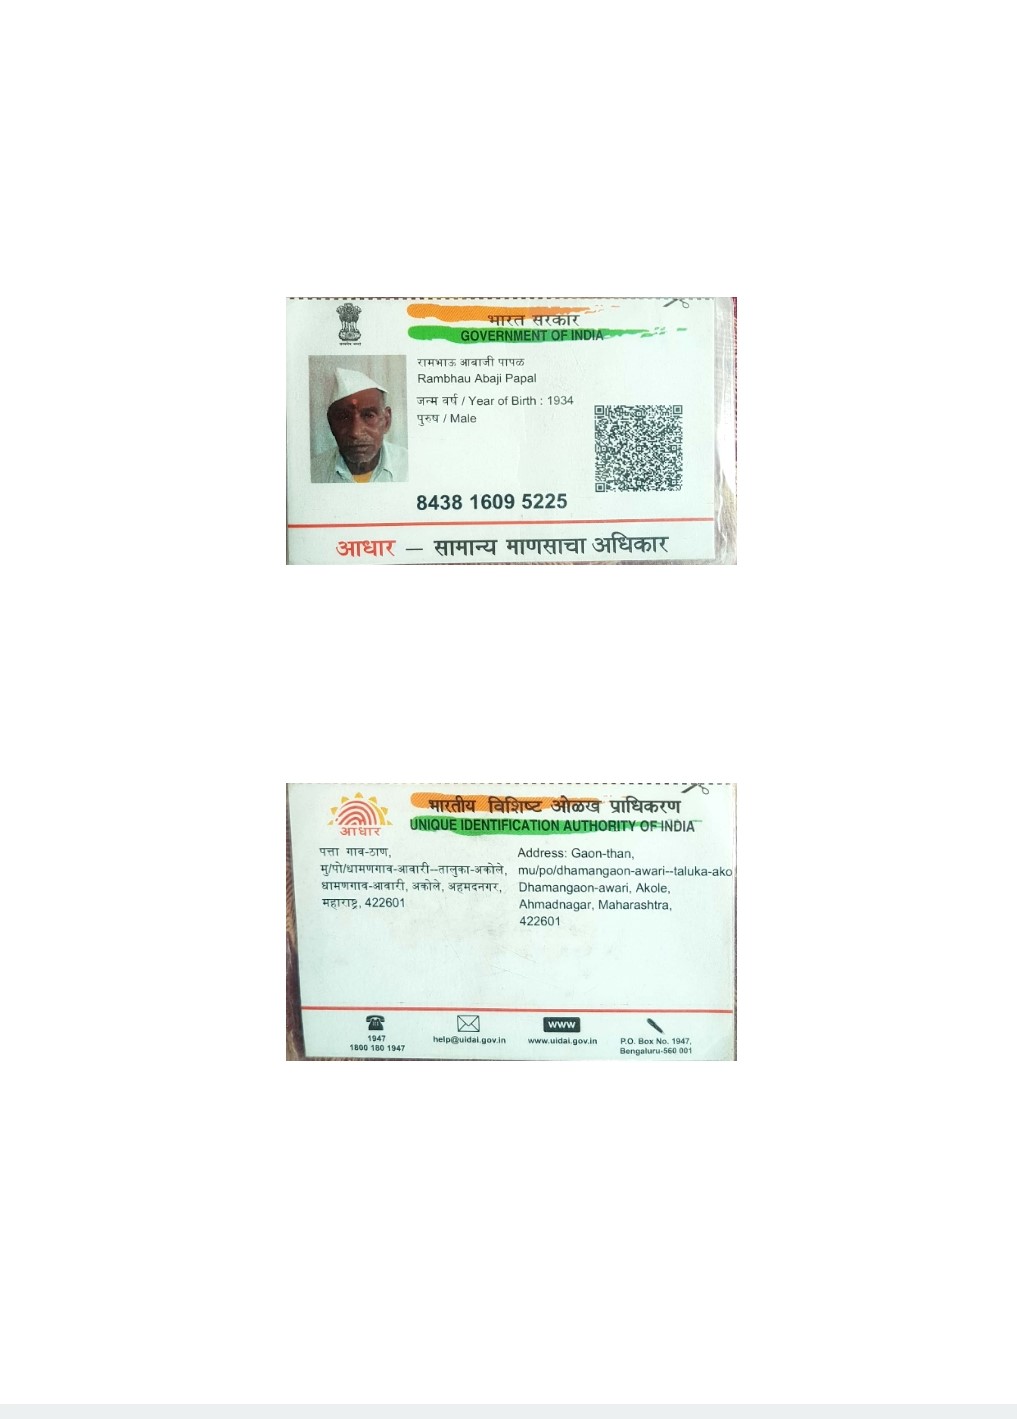 भारत सरकार
GOVERNMENT OF INDIA
रामभाऊ आबाजी पापळ
Rambhau Abaji Papal
जन्म वर्ष / Year of Birth : 1934
पुरुष / Male
8438 1609 5225
आधार — सामान्य माणसाचा अधिकार
भारतीय विशिष्ट ओळख प्राधिकरण
UNIQUE IDENTIFICATION AUTHORITY OF INDIA
आधार
पत्ता गाव-ठाण,
मु/पो/धामणगाव-आवारी--तालुका-अकोले,
धामणगाव-आवारी, अकोले, अहमदनगर,
महाराष्ट्र, 422601
Address: Gaon-than,
mu/po/dhamangaon-awari--taluka-ako
Dhamangaon-awari, Akole,
Ahmadnagar, Maharashtra,
422601
1947
1800 180 1947
help@uidai.gov.in
www
www.uidai.gov.in
P.O. Box No. 1947,
Bengaluru-560 001